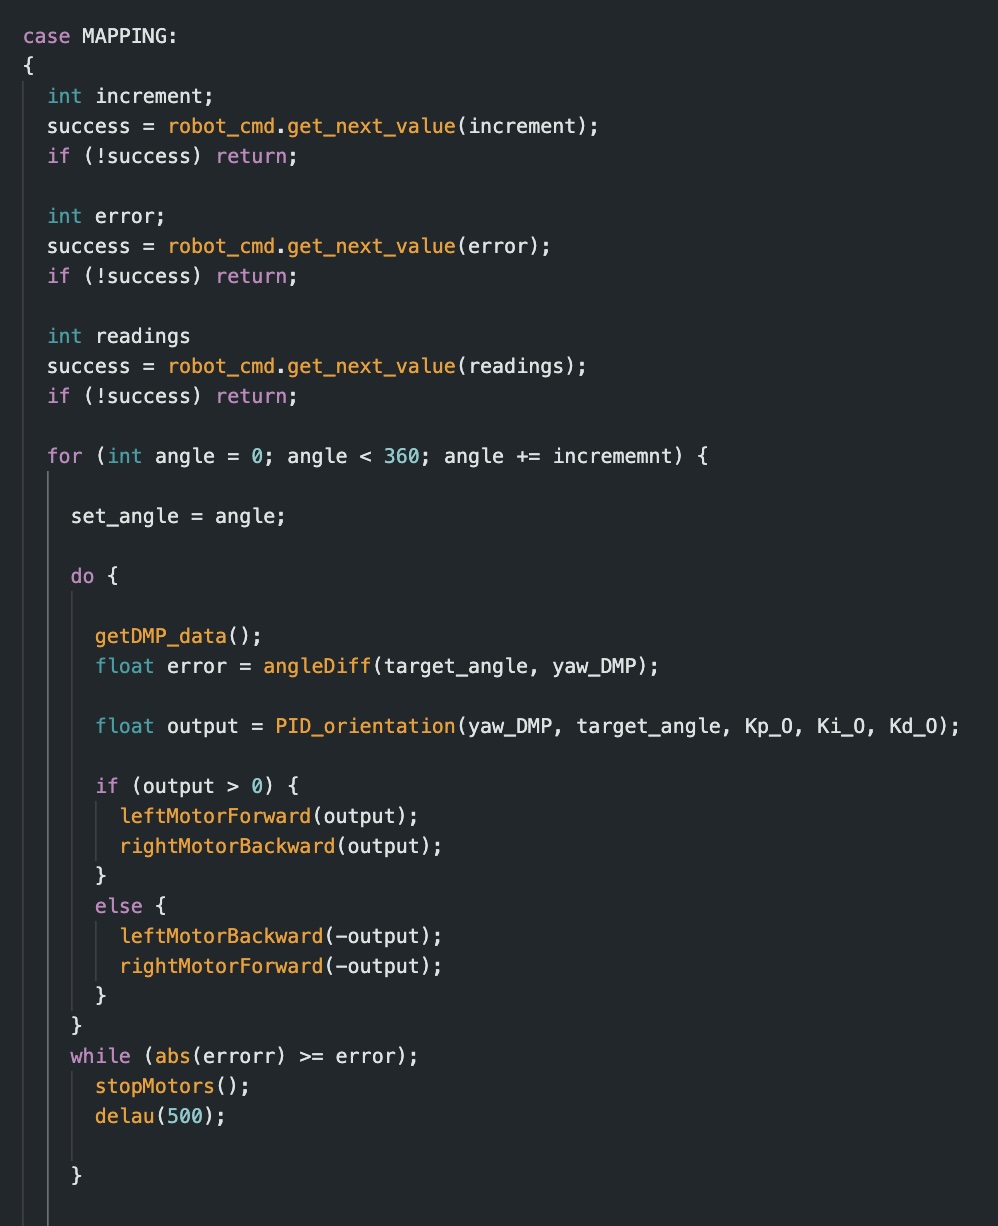 case MAPPING:
{
int increment;
success = robot_cmd.get_next_value(increment);
if (!success) return;
int error;
success = robot_cmd.get_next_value(error);
if (!success) return;
int readings
success = robot_cmd.get_next_value(readings);
if (!success) return;
for (int angle = 0; angle < 360; angle += incrememnt) {
set_angle = angle;
do {
getDMP_data();
float error = angleDiff(target_angle, yaw_DMP);
float output = PID_orientation(yaw_DMP, target_angle, Kp_O, Ki_O, Kd_O);
if (output > 0) {
leftMotorForward(output);
rightMotorBackward(output);
}
else {
leftMotorBackward(-output);
rightMotorForward(-output);
}
}
while (abs(errorr) >= error);
stopMotors();
delau(500);
}